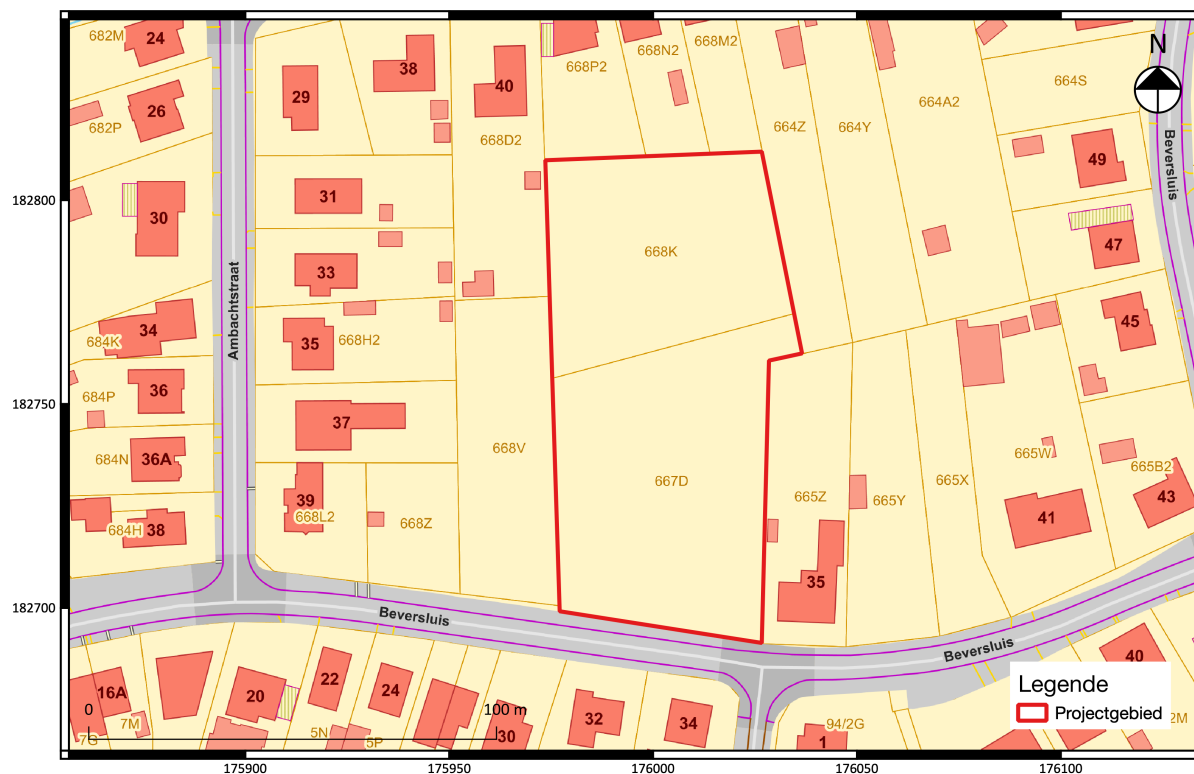 682M
24
38
40
668P2
668N2
668M2
664S
N
29
26
682P
668D2
664Z
664Y
664A2
49
Beversluis
182800
30
31
668K
47
33
Ambachtstraat
34
684K
35
668H2
45
182750
684P
36
37
668V
684N
36A
667D
665W
665X
665B2
39
668L2
668Z
665Z
665Y
41
43
684H
38
35
182700
Beversluis
Beversluis
16A
20
22
24
40
Legende
Projectgebied
0
100 m
7M
7G
5N
5P
30
32
34
94/2G
1
2M
175900
175950
176000
176050
176100